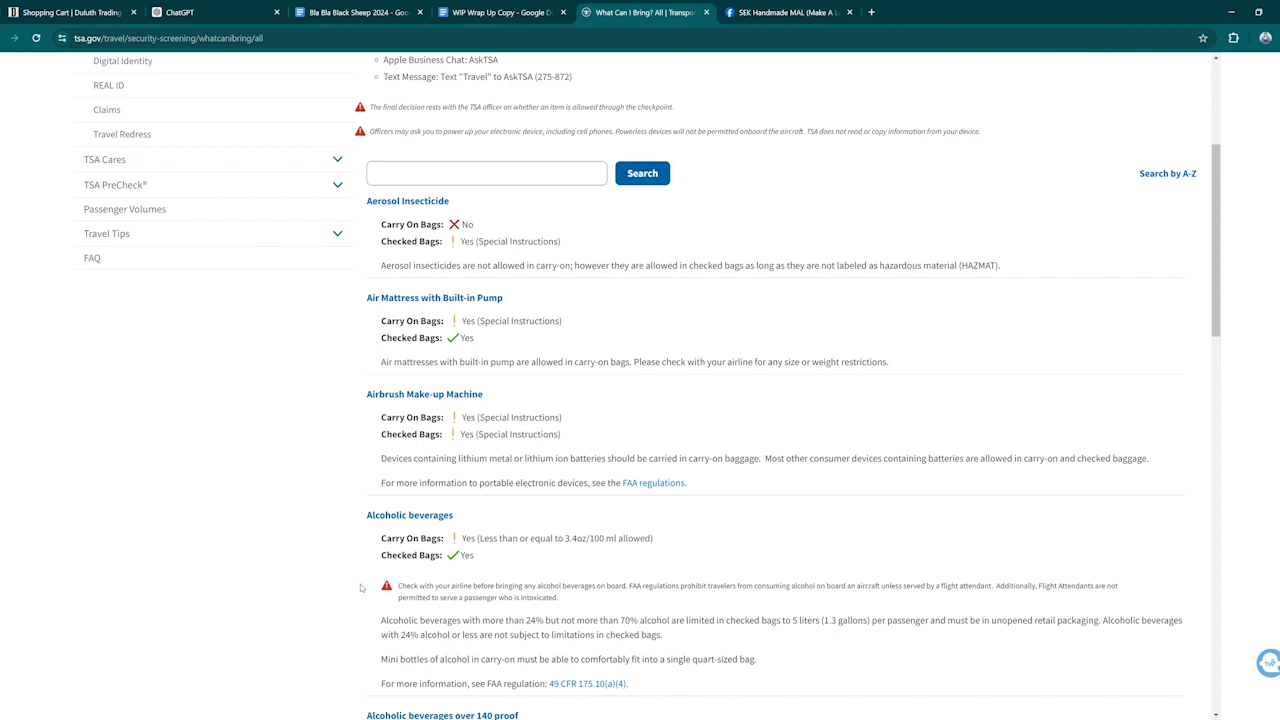 Shopping Cart | Duluth Trading
ChatGPT
Bla Bla Black Sheep 2024 - Goo
WIP Wrap Up Copy - Google D
What Can I Bring? All | Transpo
SEK Handmade MAL (Make A L
tsa.gov/travel/security-screening/whatcanibring/all
Digital Identity
REAL ID
Claims
Travel Redress
TSA Cares
TSA PreCheck®
Passenger Volumes
Travel Tips
FAQ
Apple Business Chat: AskTSA
Text Message: Text "Travel" to AskTSA (275-872)
The final decision rests with the TSA officer on whether an item is allowed through the checkpoint.
Officers may ask you to power up your electronic device, including cell phones. Powerless devices will not be permitted onboard the aircraft. TSA does not read or copy information from your device.
Search
Search by A-Z
Aerosol Insecticide
Carry On Bags: No
Checked Bags: Yes (Special Instructions)
Aerosol insecticides are not allowed in carry-on; however they are allowed in checked bags as long as they are not labeled as hazardous material (HAZMAT).
Air Mattress with Built-in Pump
Carry On Bags: Yes (Special Instructions)
Checked Bags: Yes
Air mattresses with built-in pump are allowed in carry-on bags. Please check with your airline for any size or weight restrictions.
Airbrush Make-up Machine
Carry On Bags: Yes (Special Instructions)
Checked Bags: Yes (Special Instructions)
Devices containing lithium metal or lithium ion batteries should be carried in carry-on baggage. Most other consumer devices containing batteries are allowed in carry-on and checked baggage.
For more information to portable electronic devices, see the FAA regulations.
Alcoholic beverages
Carry On Bags: Yes (Less than or equal to 3.4oz/100 ml allowed)
Checked Bags: Yes
Check with your airline before bringing any alcohol beverages on board. FAA regulations prohibit travelers from consuming alcohol on board an aircraft unless served by a flight attendant. Additionally, Flight Attendants are not
permitted to serve a passenger who is intoxicated.
Alcoholic beverages with more than 24% but not more than 70% alcohol are limited in checked bags to 5 liters (1.3 gallons) per passenger and must be in unopened retail packaging. Alcoholic beverages
with 24% alcohol or less are not subject to limitations in checked bags.
Mini bottles of alcohol in carry-on must be able to comfortably fit into a single quart-sized bag.
For more information, see FAA regulation: 49 CFR 175.10(a)(4).
Alcoholic beverages over 140 proof